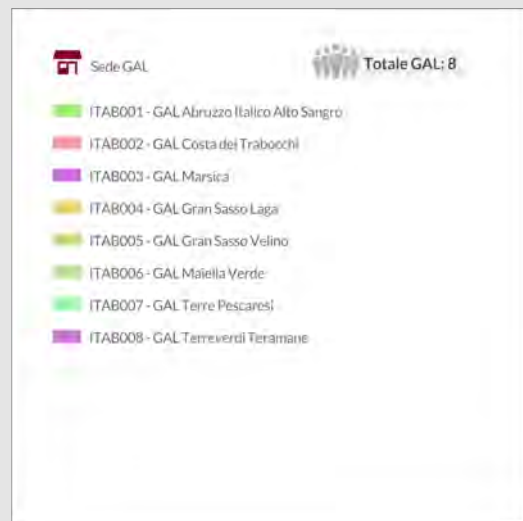 Sede GAL
Totale GAL: 8
ITAB001 - GAL Abruzzo Italico Alto Sangro
ITAB002 - GAL Costa dei Trabocchi
ITAB003 - GAL Marsica
ITAB004 - GAL Gran Sasso Laga
ITAB005 - GAL Gran Sasso Velino
ITAB006 - GAL Maiella Verde
ITAB007 - GAL Terre Pescaresi
ITAB008 - GAL Terreverdi Teramane